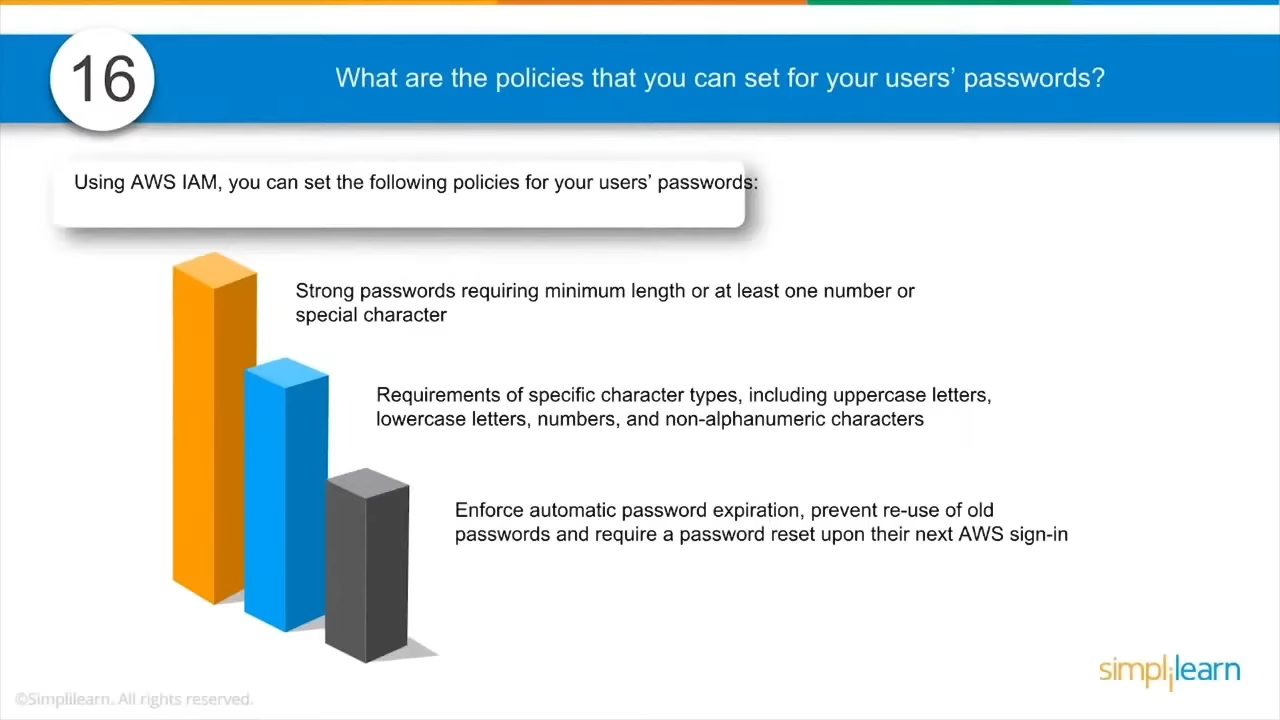 16
What are the policies that you can set for your users’ passwords?
Using AWS IAM, you can set the following policies for your users’ passwords:
Strong passwords requiring minimum length or at least one number or
special character
Requirements of specific character types, including uppercase letters,
lowercase letters, numbers, and non-alphanumeric characters
Enforce automatic password expiration, prevent re-use of old
passwords and require a password reset upon their next AWS sign-in
simplilearn
©Simplilearn. All rights reserved.